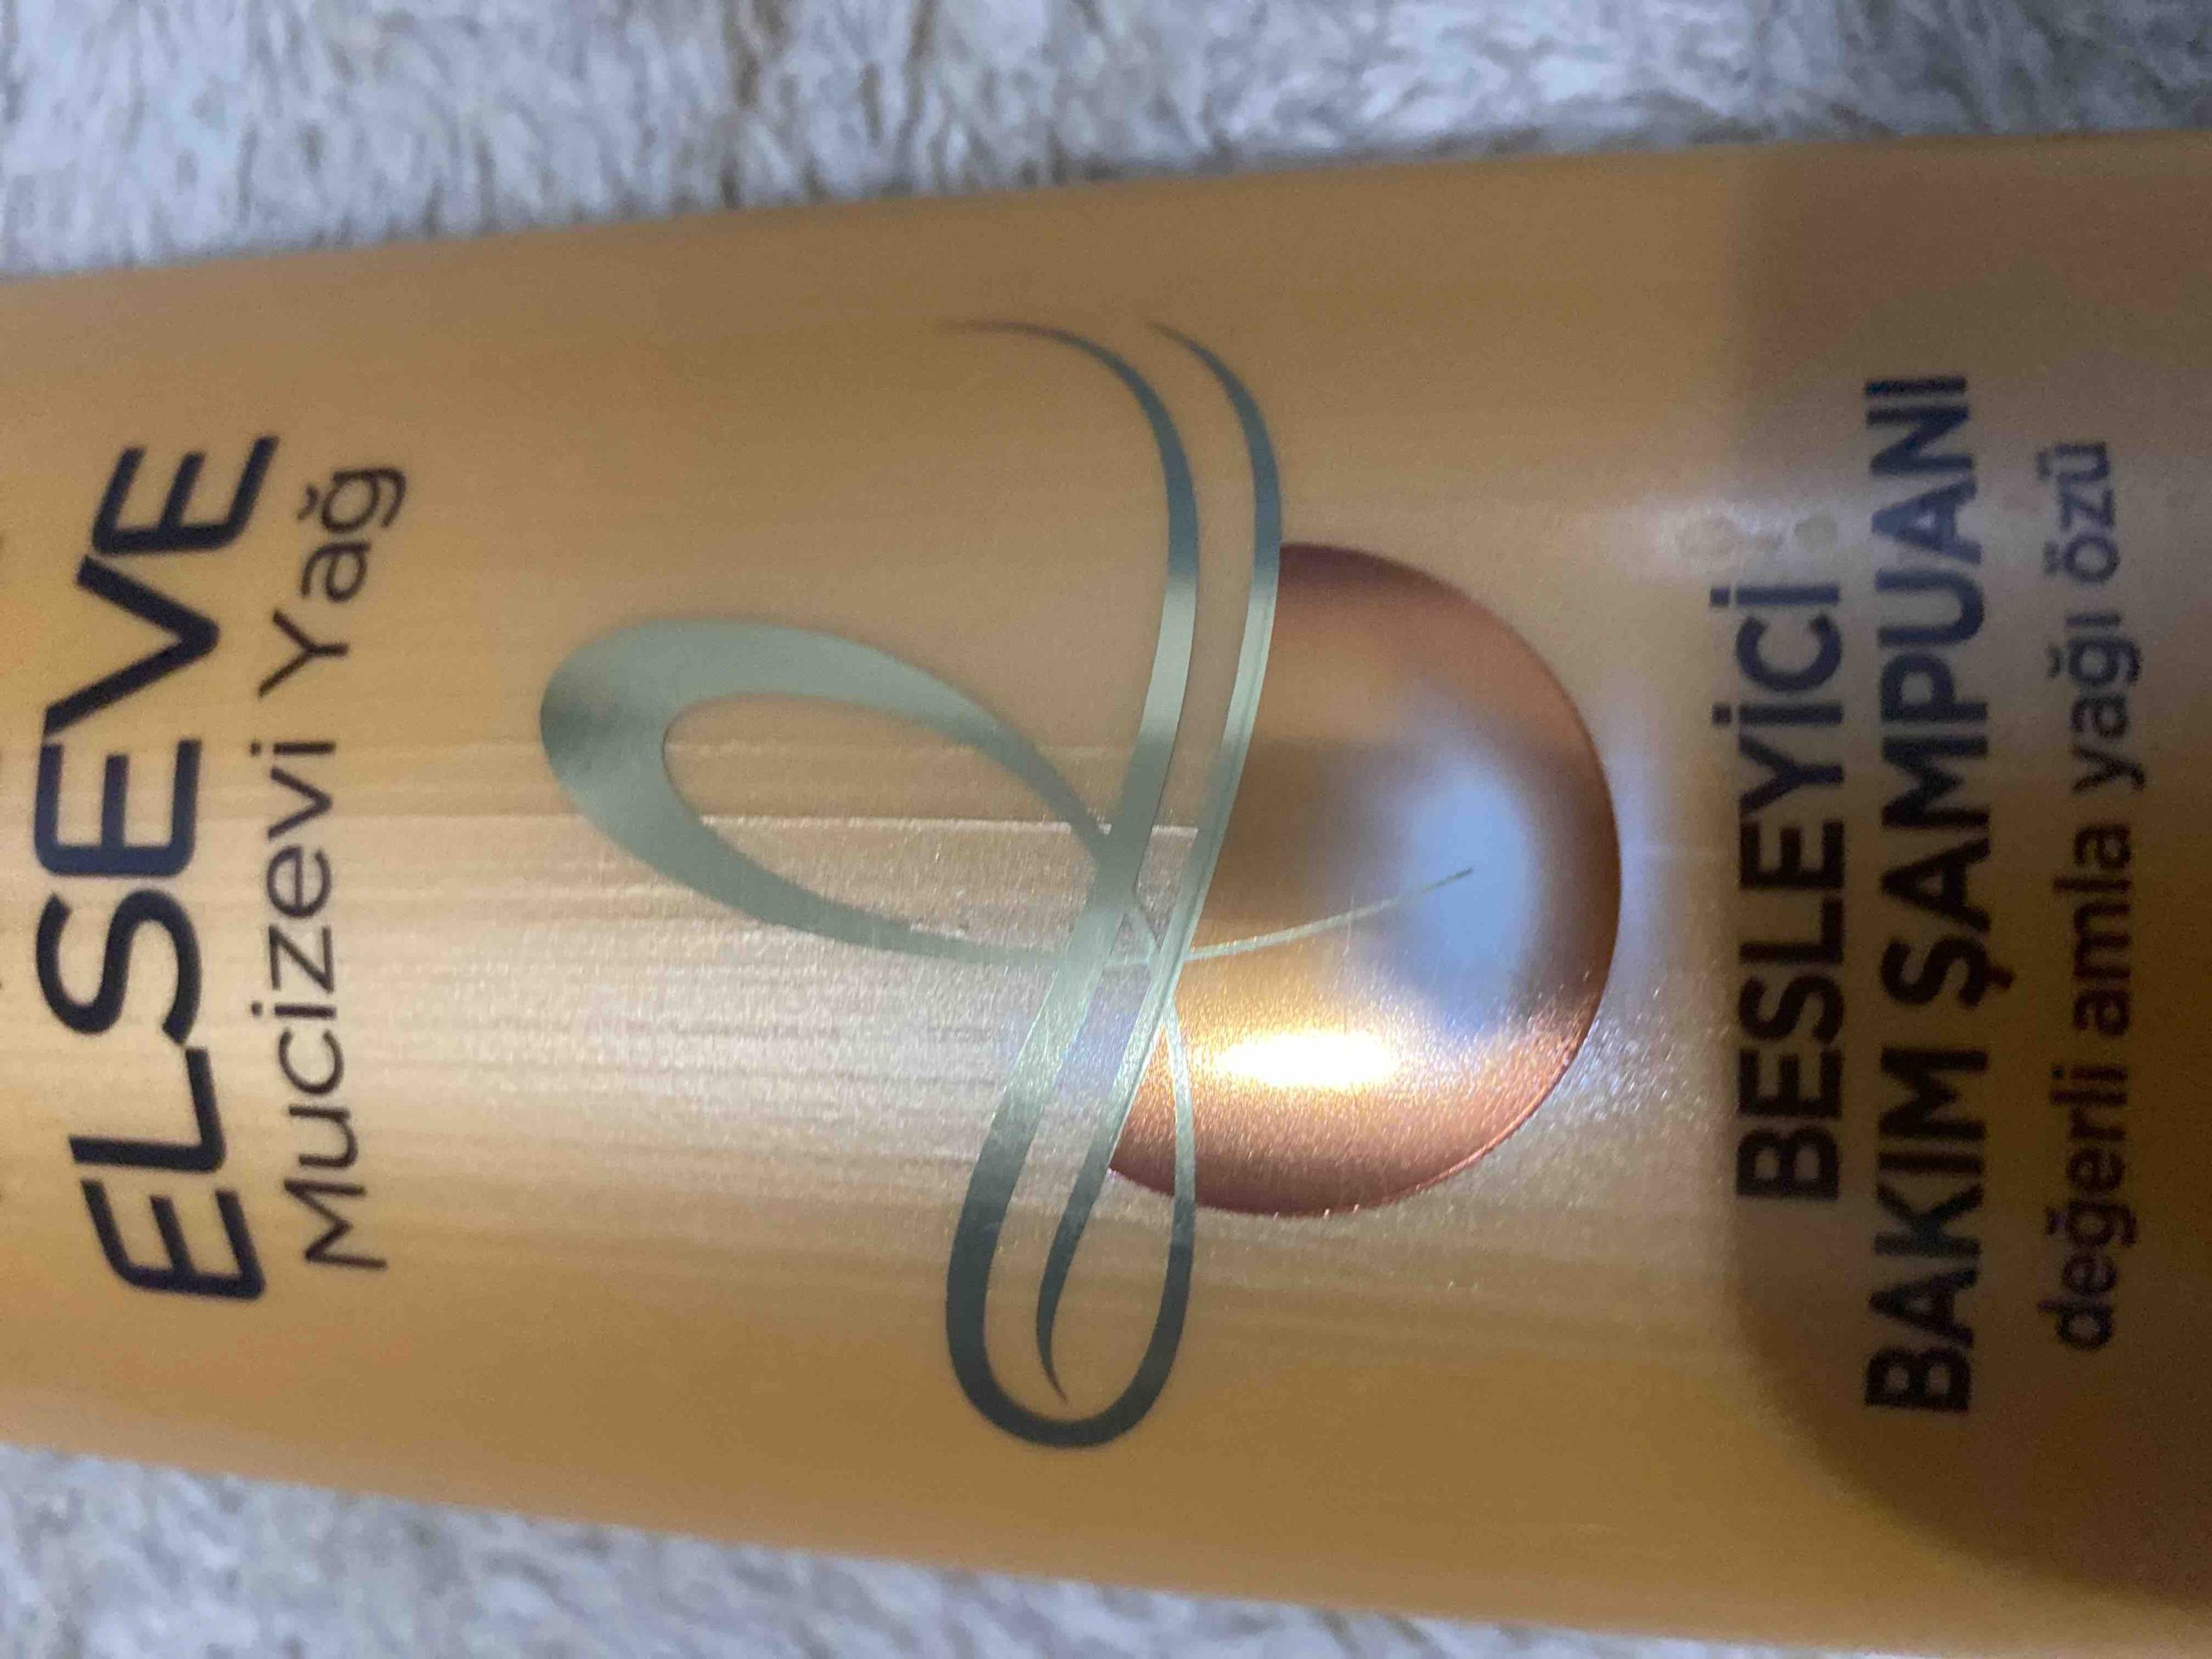 ELSEVE
Mucizevi Yağ
BESLEYİCİ
BAKIM ŞAMPUANI
değerli amla yağı özü